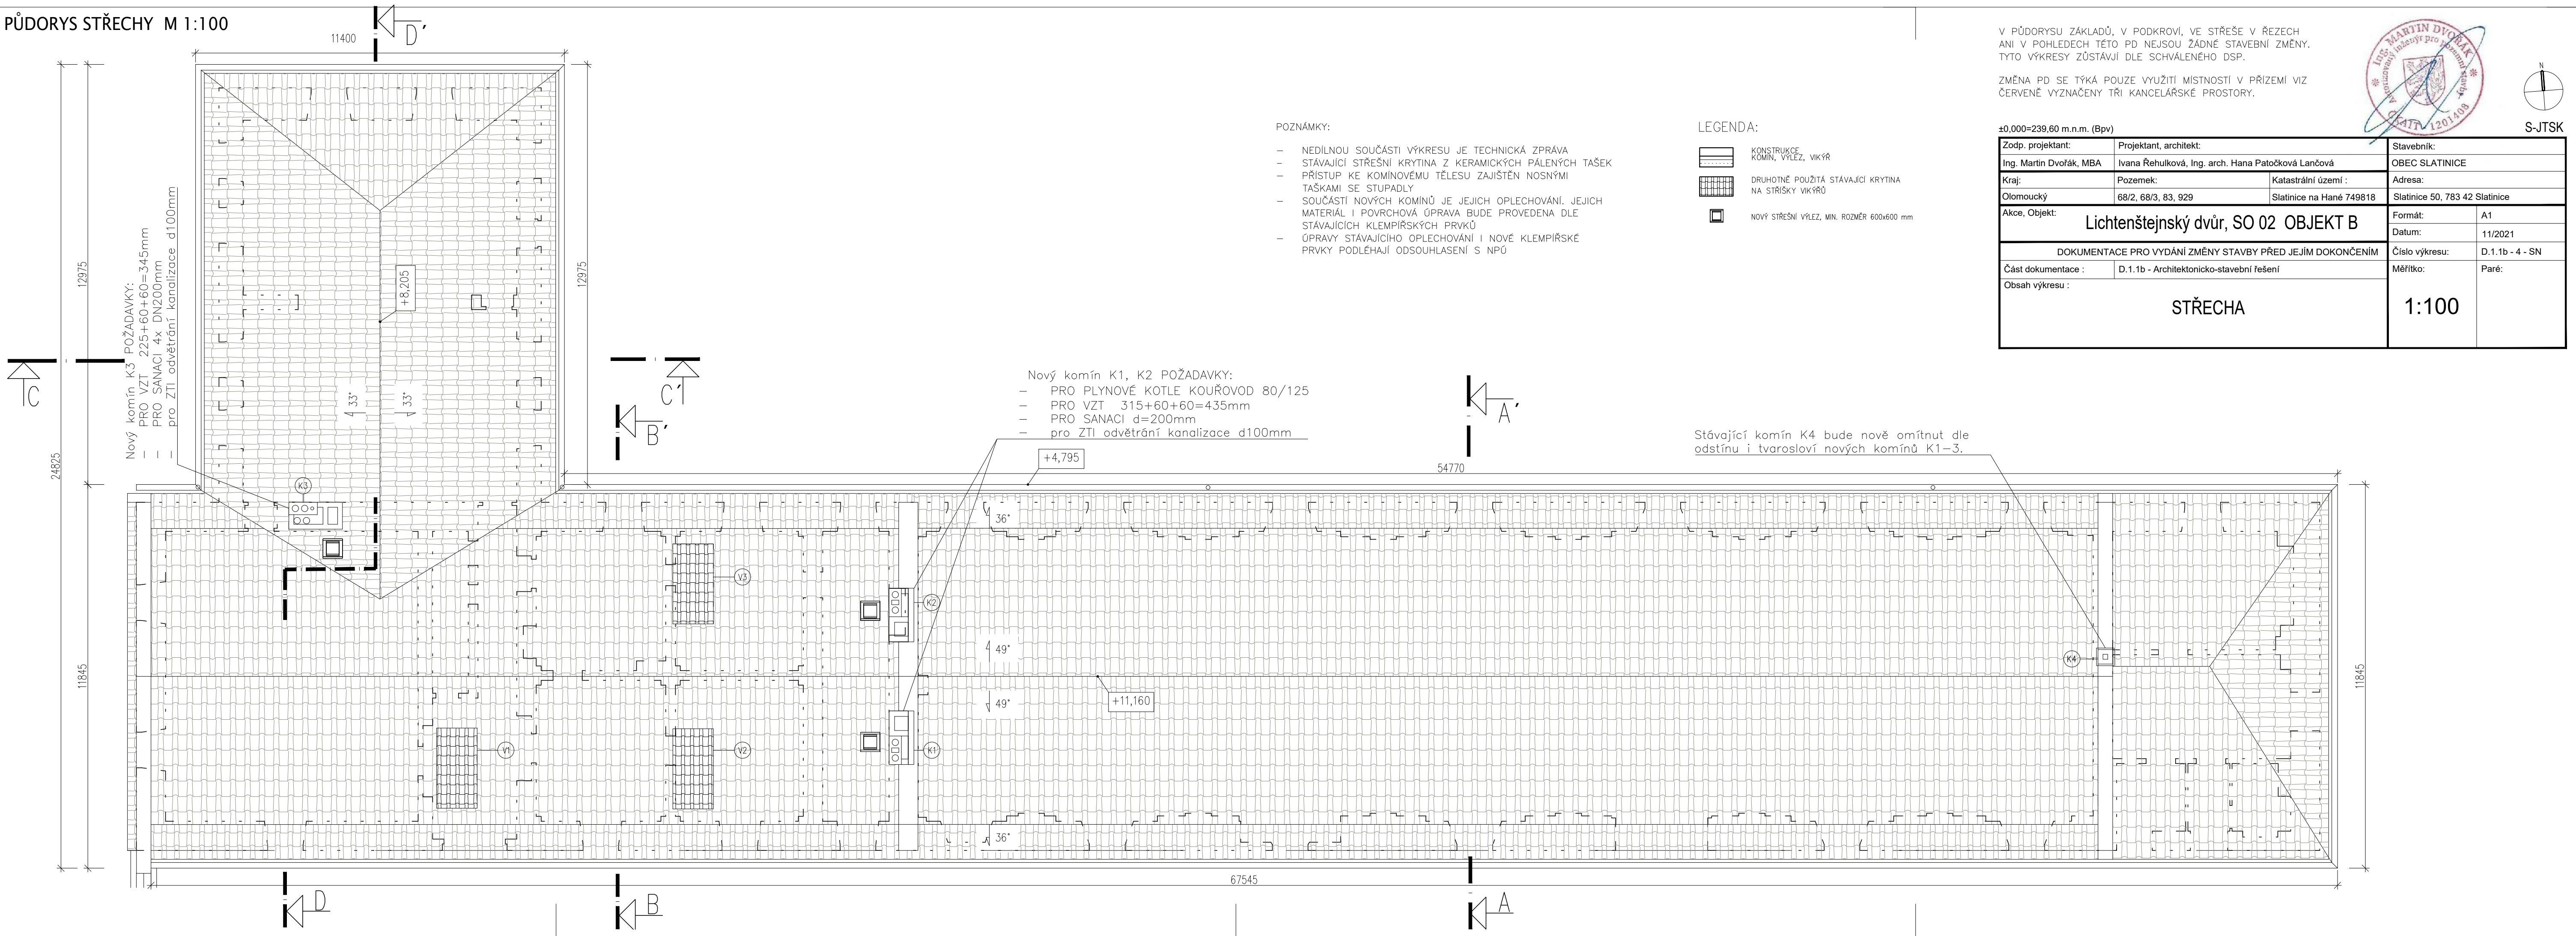 PŮDORYS STŘECHY M 1:100
11400
D'
12975
12975
24825
11845
11845
54770
67545
Nový komín K3 POŽADAVKY:
– PRO VZT 225+60+60=345mm
– PRO SANACI 4x DN200mm
– pro ZTI odvětrání kanalizace d100mm
+8,205
33°
33°
C
C'
B'
A'
Nový komín K1, K2 POŽADAVKY:
– PRO PLYNOVÉ KOTLE KOUŘOVOD 80/125
– PRO VZT 315+60+60=435mm
– PRO SANACI d=200mm
– pro ZTI odvětrání kanalizace d100mm
+4,795
Stávající komín K4 bude nově omítnut dle
odstínu i tvarosloví nových komínů K1–3.
K3
V3
K2
V1
V2
K1
K4
36°
49°
49°
36°
+11,160
D
B
A
POZNÁMKY:
– NEDÍLNOU SOUČÁSTI VÝKRESU JE TECHNICKÁ ZPRÁVA
– STÁVAJÍCÍ STŘEŠNÍ KRYTINA Z KERAMICKÝCH PÁLENÝCH TAŠEK
– PŘÍSTUP KE KOMÍNOVÉMU TĚLESU ZAJIŠTĚN NOSNÝMI
TAŠKAMI SE STUPADLY
– SOUČÁSTÍ NOVÝCH KOMÍNŮ JE JEJICH OPLECHOVÁNÍ. JEJICH
MATERIÁL I POVRCHOVÁ ÚPRAVA BUDE PROVEDENA DLE
STÁVAJÍCÍCH KLEMPÍŘSKÝCH PRVKŮ
– ÚPRAVY STÁVAJÍCÍHO OPLECHOVÁNÍ I NOVÉ KLEMPÍŘSKÉ
PRVKY PODLÉHAJÍ ODSOUHLASENÍ S NPÚ
LEGENDA:
KONSTRUKCE
KOMÍN, VÝLEZ, VIKÝŘ
DRUHOTNĚ POUŽITÁ STÁVAJÍCÍ KRYTINA
NA STŘÍŠKY VIKÝŘŮ
NOVÝ STŘEŠNÍ VÝLEZ, MIN. ROZMĚR 600x600 mm
V PŮDORYSU ZÁKLADŮ, V PODKROVÍ, VE STŘEŠE V ŘEZECH
ANI V POHLEDECH TÉTO PD NEJSOU ŽÁDNÉ STAVEBNÍ ZMĚNY.
TYTO VÝKRESY ZŮSTÁVJÍ DLE SCHVÁLENÉHO DSP.
ZMĚNA PD SE TÝKÁ POUZE VYUŽITÍ MÍSTNOSTÍ V PŘÍZEMÍ VIZ
ČERVENĚ VYZNAČENY TŘI KANCELÁŘSKÉ PROSTORY.
Ing. MARTIN DVOŘÁK
Autorizovaný inženýr pro pozemní stavby
ČKAIT - 1201408
N
S-JTSK
±0,000=239,60 m.n.m. (Bpv)
Zodp. projektant:
Projektant, architekt:
Stavebník:
Ing. Martin Dvořák, MBA
Ivana Řehulková, Ing. arch. Hana Patočková Lančová
OBEC SLATINICE
Kraj:
Pozemek:
Katastrální území :
Adresa:
Olomoucký
68/2, 68/3, 83, 929
Slatinice na Hané 749818
Slatinice 50, 783 42 Slatinice
Akce, Objekt:
Lichtenštejnský dvůr, SO 02 OBJEKT B
Formát:
A1
Datum:
11/2021
DOKUMENTACE PRO VYDÁNÍ ZMĚNY STAVBY PŘED JEJÍM DOKONČENÍM
Číslo výkresu:
D.1.1b - 4 - SN
Část dokumentace :
D.1.1b - Architektonicko-stavební řešení
Měřítko:
Paré:
Obsah výkresu :
STŘECHA
1:100